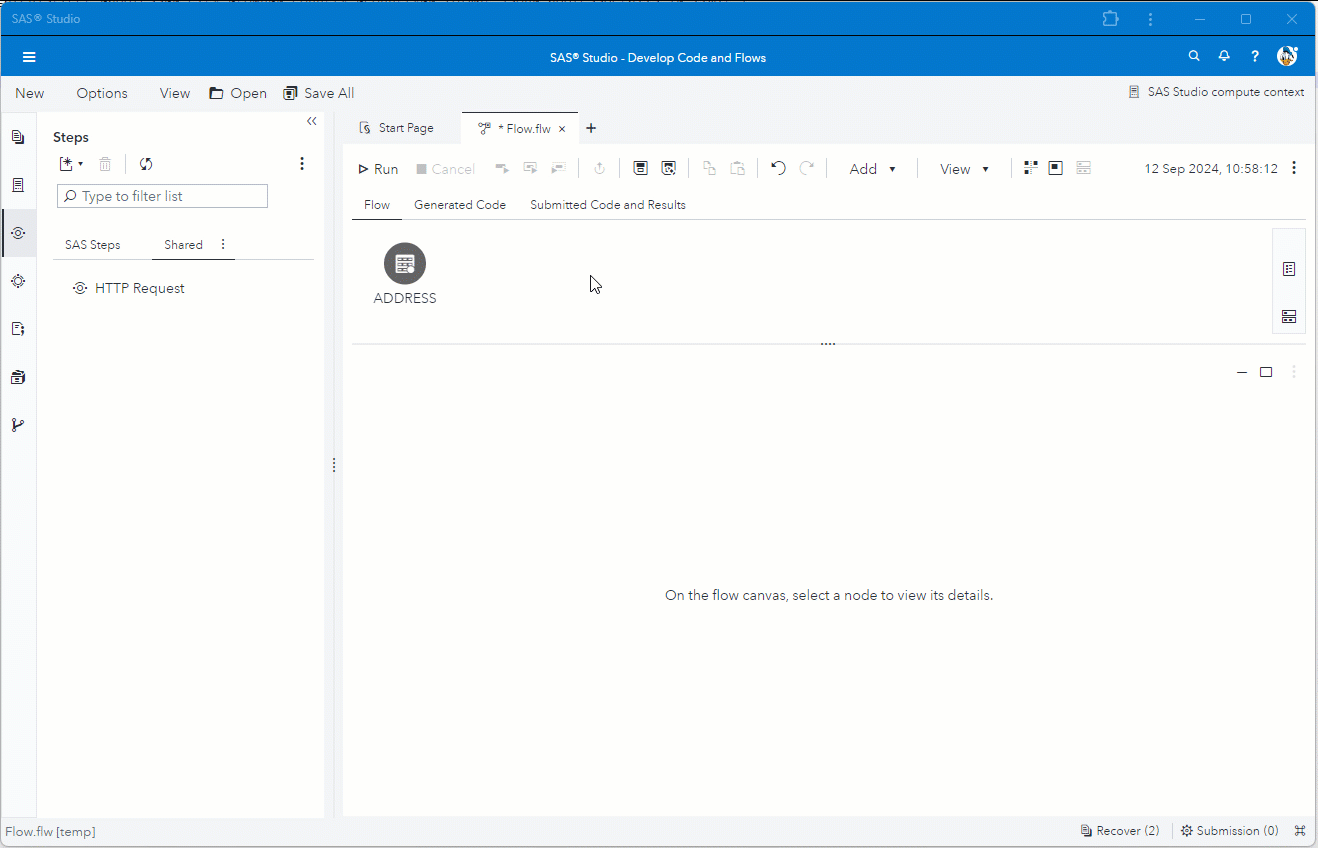 SAS® Studio
SAS® Studio - Develop Code and Flows
New Options View Open Save All
SAS Studio compute context
Steps
Type to filter list
SAS Steps Shared
HTTP Request
Start Page * Flow.flw
Run Cancel Add View 12 Sep 2024, 10:58:12
Flow Generated Code Submitted Code and Results
ADDRESS
On the flow canvas, select a node to view its details.
Flow.flw [temp]
Recover (2) Submission (0)